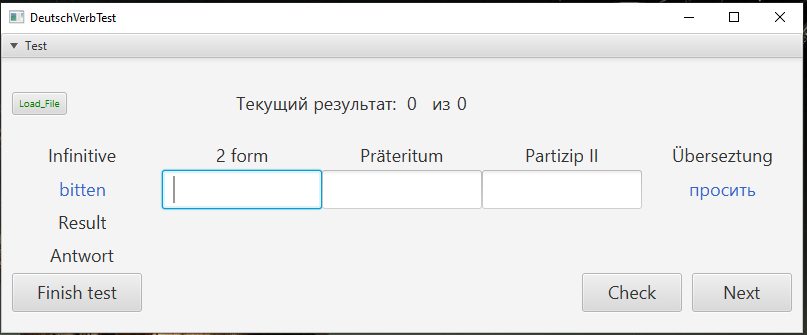 DeutschVerbTest
Test
Load_File
Текущий результат: 0 из 0
Infinitive 2 form Präteritum Partizip II Überseztung
bitten просить
Result
Antwort
Finish test Check Next